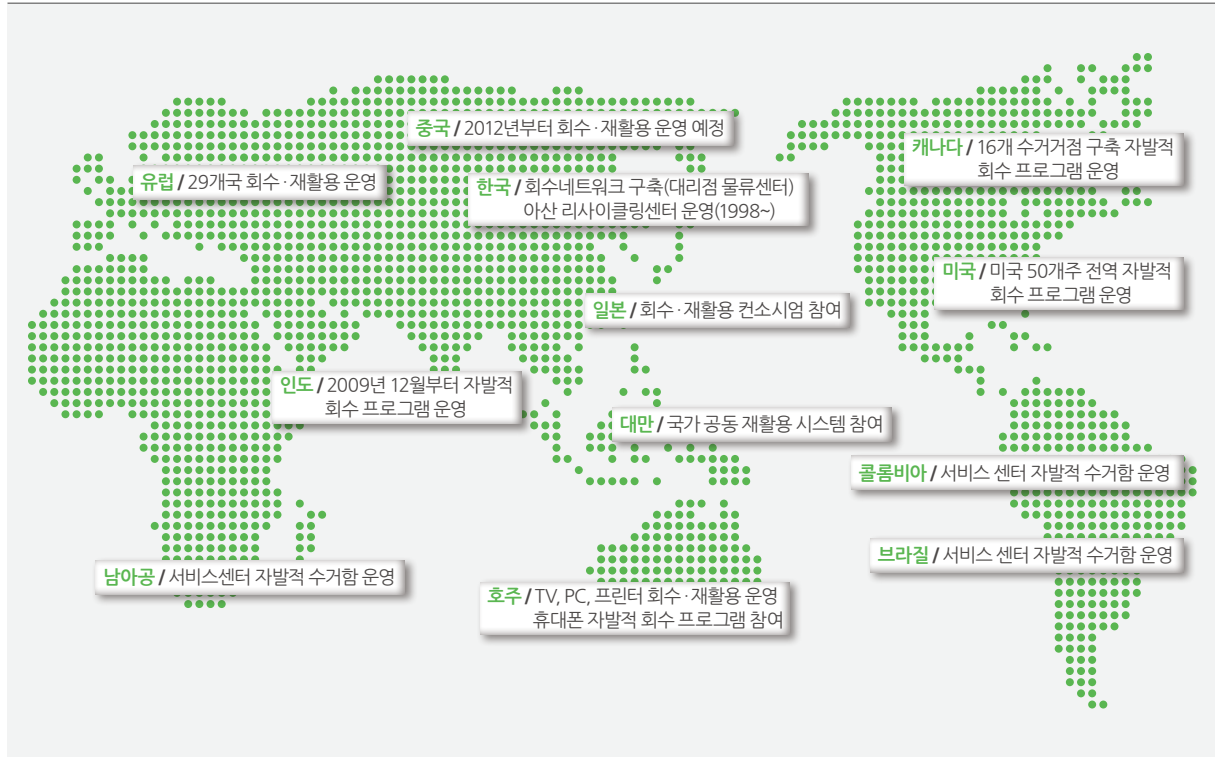 중국 / 2012년부터 회수·재활용 운영 예정
캐나다 / 16개 수거거점 구축 자발적
회수 프로그램 운영
유럽 / 29개국 회수·재활용 운영
한국 / 회수네트워크 구축(대리점 물류센터)
아산 리사이클링센터 운영(1998~)
미국 / 미국 50개주 전역 자발적
회수 프로그램 운영
일본 / 회수·재활용 컨소시엄 참여
인도 / 2009년 12월부터 자발적
회수 프로그램 운영
대만 / 국가 공동 재활용 시스템 참여
콜롬비아 / 서비스 센터 자발적 수거함 운영
브라질 / 서비스 센터 자발적 수거함 운영
남아공 / 서비스센터 자발적 수거함 운영
호주 / TV, PC, 프린터 회수·재활용 운영
휴대폰 자발적 회수 프로그램 참여